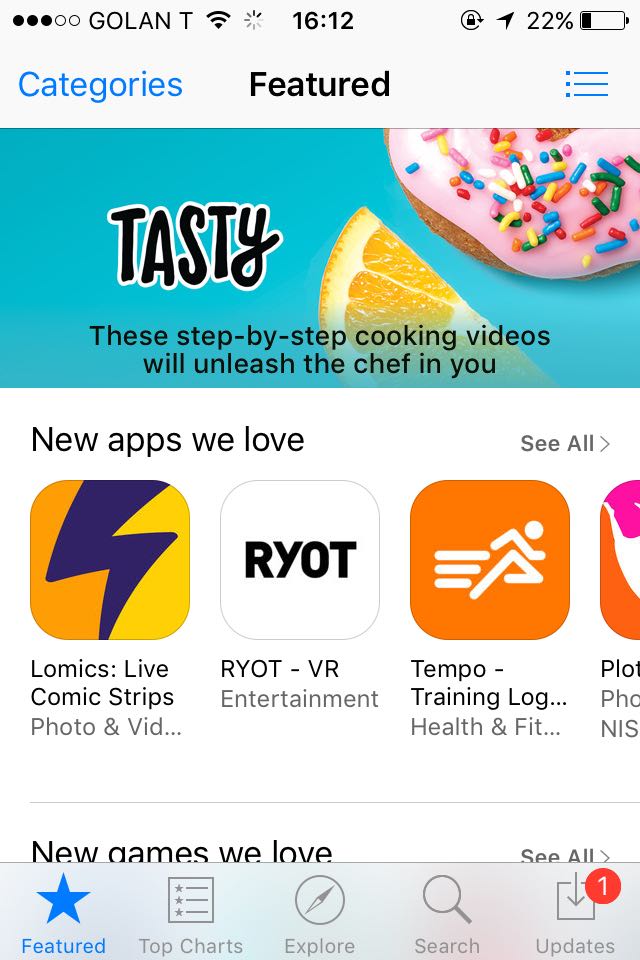 GOLAN T 16:12 22%
Categories Featured
TASTY
These step-by-step cooking videos
will unleash the chef in you
New apps we love See All
RYOT
Lomics: Live
Comic Strips
Photo & Vid...
RYOT - VR
Entertainment
Tempo -
Training Log...
Health & Fit...
Plot
Pho
NIS
New games we love See All
1
Featured Top Charts Explore Search Updates